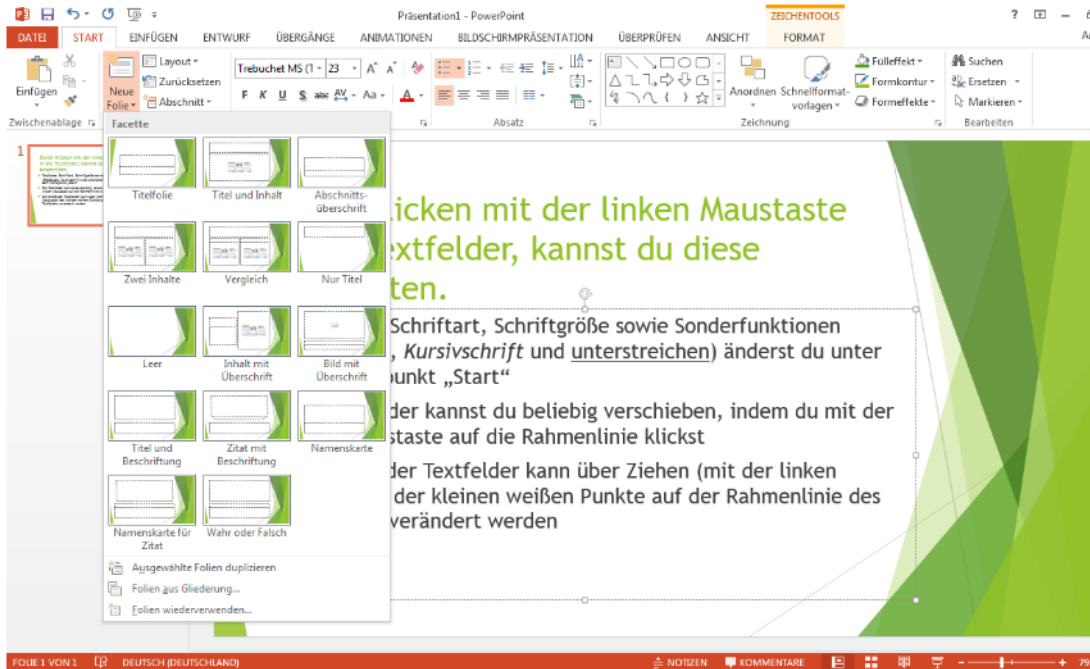 Präsentation1 - PowerPoint
ZEICHENTOOLS
DATEI START EINFÜGEN ENTWURF ÜBERGÄNGE ANIMATIONEN BILDSCHIRMPRÄSENTATION ÜBERPRÜFEN ANSICHT FORMAT
Einfügen
Neue Folie
Layout
Zurücksetzen
Abschnitt
Trebuchet MS (T 23
F K U S abc AV Aa A
Anordnen Schnellformat-
vorlagen
Fülleffekt
Formkontur
Formeffekte
Suchen
Ersetzen
Markieren
Zwischenablage
Absatz
Zeichnung
Bearbeiten
Facette
Titelfolie
Titel und Inhalt
Abschnitts-
überschrift
Zwei Inhalte
Vergleich
Nur Titel
Leer
Inhalt mit
Überschrift
Bild mit
Überschrift
Titel und
Beschriftung
Zitat mit
Beschriftung
Namenskarte
Namenskarte für
Zitat
Wahr oder Falsch
Ausgewählte Folien duplizieren
Folien aus Gliederung...
Folien wiederverwenden...
1
icken mit der linken Maustaste
extfelder, kannst du diese
ten.
Schriftart, Schriftgröße sowie Sonderfunktionen
, Kursivschrift und unterstreichen) änderst du unter
punkt „Start“
der kannst du beliebig verschieben, indem du mit der
staste auf die Rahmenlinie klickst
der Textfelder kann über Ziehen (mit der linken
der kleinen weißen Punkte auf der Rahmenlinie des
verändert werden
FOLIE 1 VON 1 DEUTSCH (DEUTSCHLAND) NOTIZEN KOMMENTARE